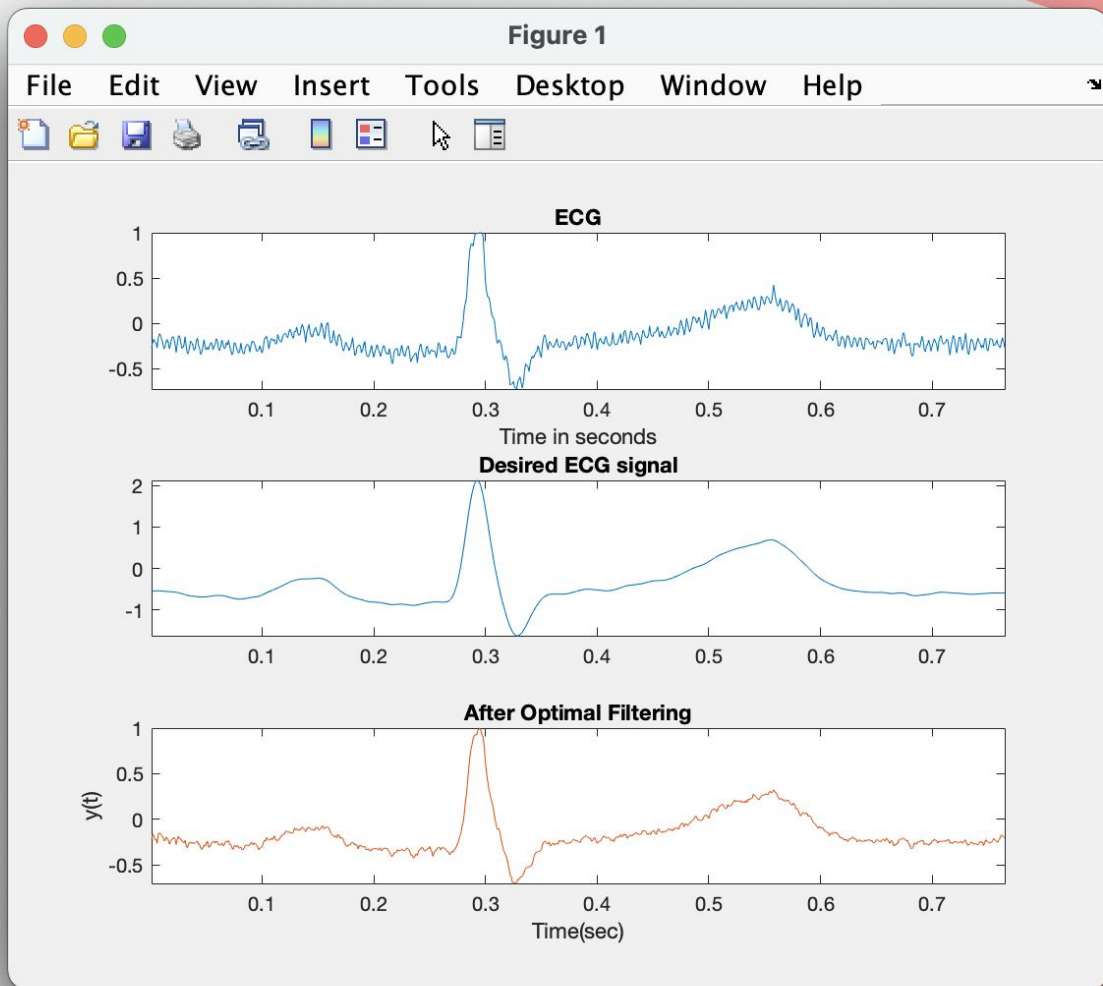 Figure 1
File Edit View Insert Tools Desktop Window Help
ECG
1
0.5
0
-0.5
0.1 0.2 0.3 0.4 0.5 0.6 0.7
Time in seconds
Desired ECG signal
2
1
0
-1
0.1 0.2 0.3 0.4 0.5 0.6 0.7
After Optimal Filtering
1
0.5
y(t)
0
-0.5
0.1 0.2 0.3 0.4 0.5 0.6 0.7
Time(sec)